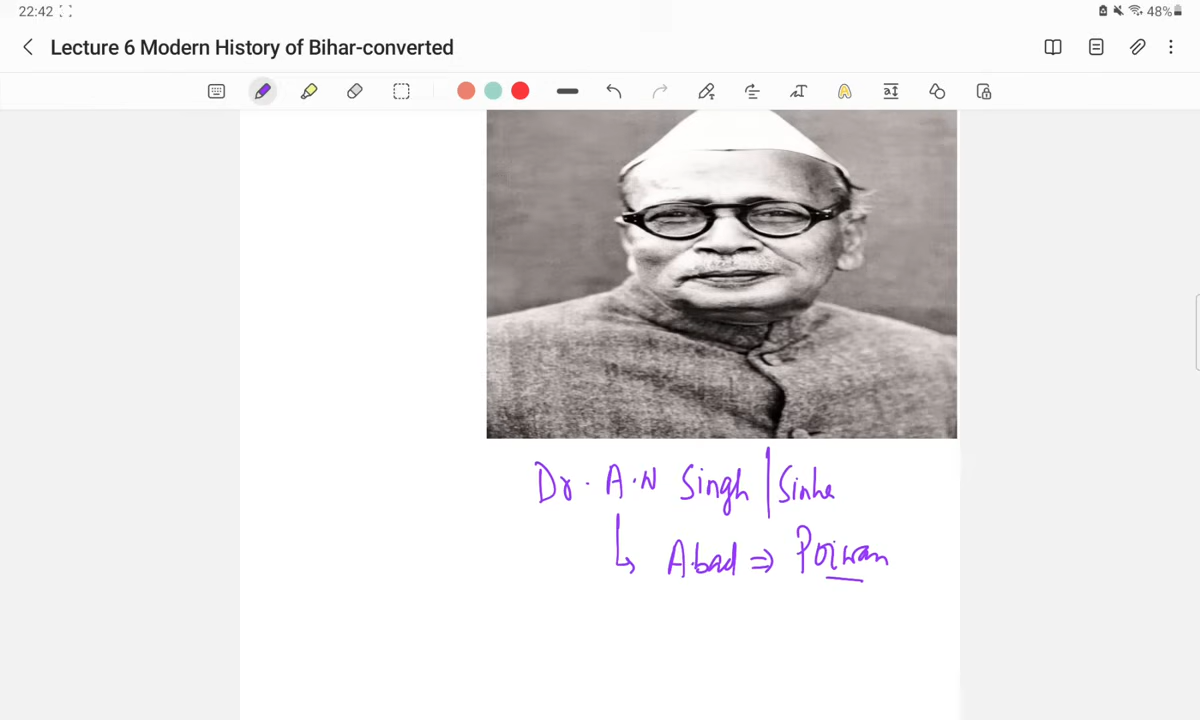 22:42 48%
Lecture 6 Modern History of Bihar-converted
Dr. A.N Singh | Sinha
↳ A.bad ⇒ Poiwan